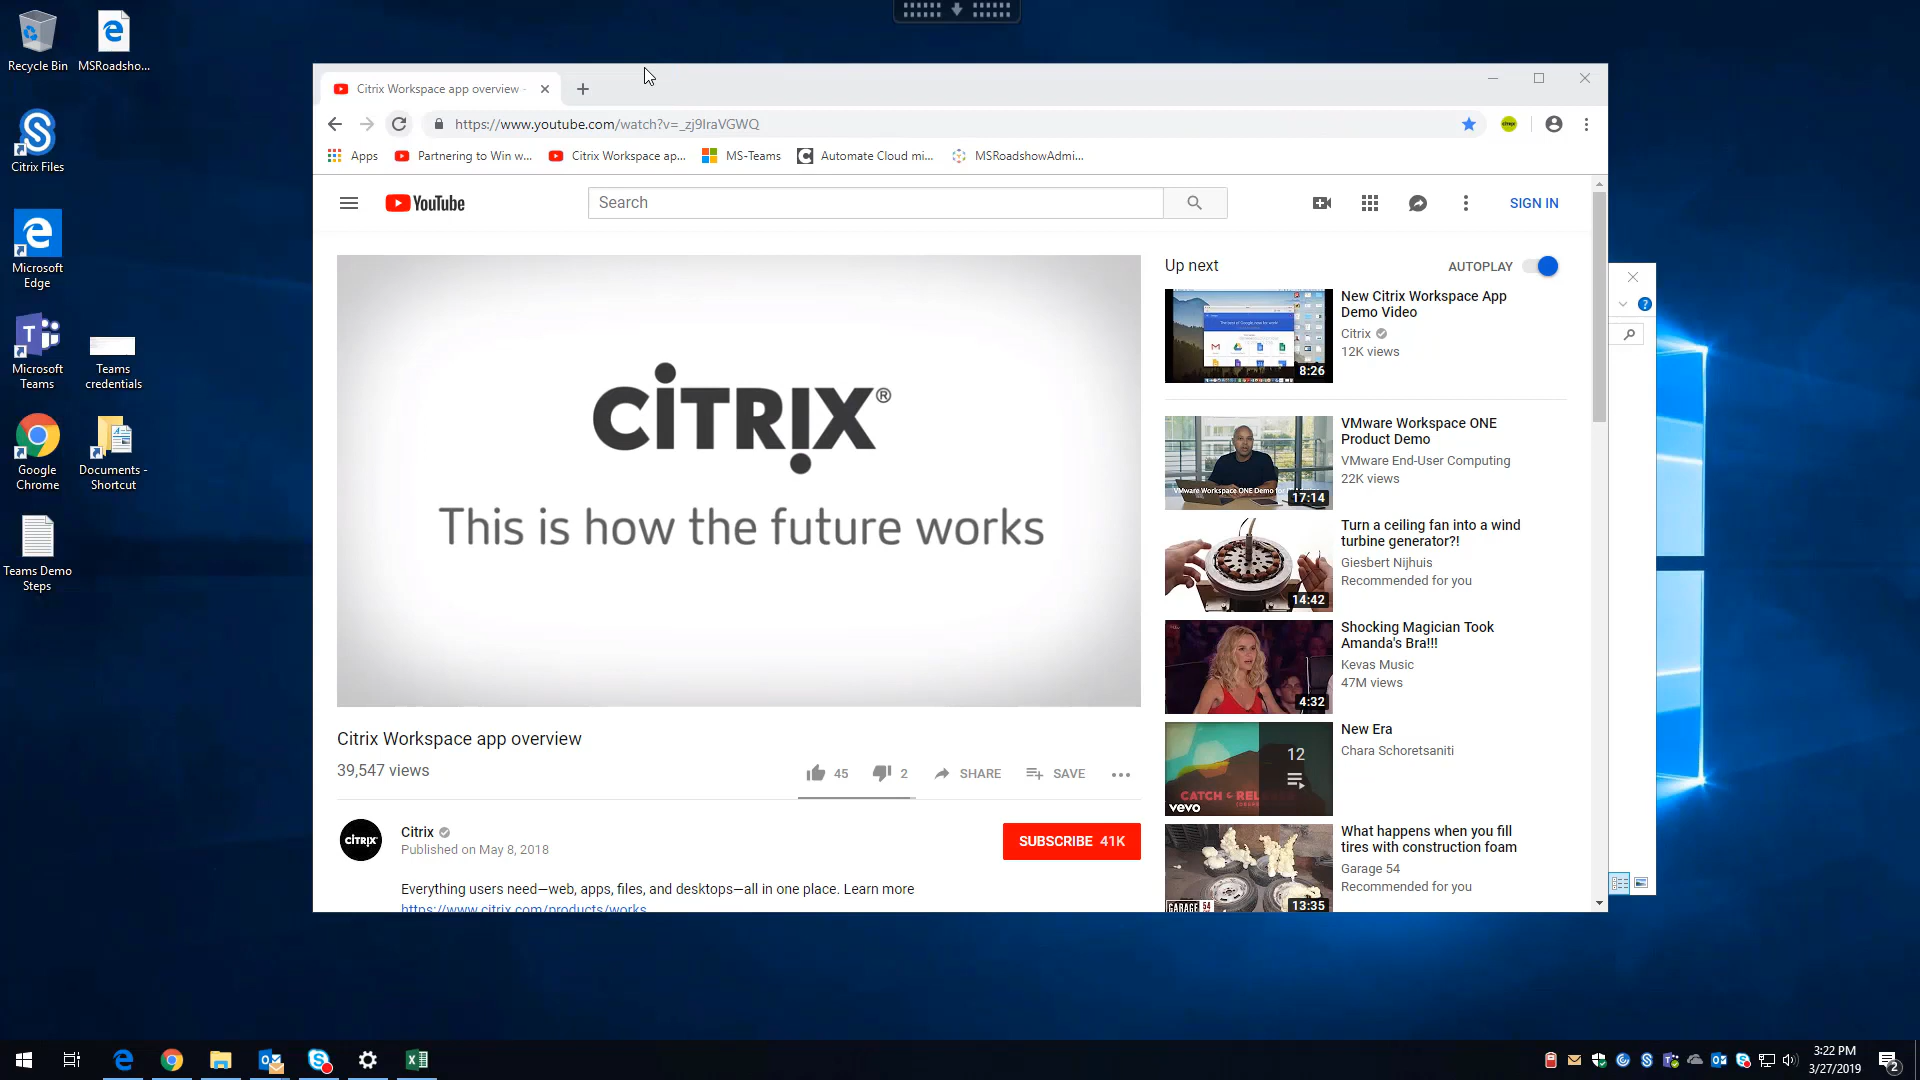 Recycle Bin
MSRoadsho...
Citrix Files
Microsoft
Edge
Microsoft
Teams
Teams
credentials
Google
Chrome
Documents -
Shortcut
Teams Demo
Steps
Citrix Workspace app overview -
https://www.youtube.com/watch?v=_zj9IraVGWQ
Apps
Partnering to Win w...
Citrix Workspace ap...
MS-Teams
Automate Cloud mi...
MSRoadshowAdmi...
YouTube
Search
SIGN IN
CITRIX®
This is how the future works
Citrix Workspace app overview
39,547 views
45
2
SHARE
SAVE
CITRIX
Citrix
Published on May 8, 2018
SUBSCRIBE 41K
Everything users need—web, apps, files, and desktops—all in one place. Learn more
https://www.citrix.com/products/works
Up next
AUTOPLAY
8:26
New Citrix Workspace App
Demo Video
Citrix
12K views
17:14
VMware Workspace ONE
Product Demo
VMware End-User Computing
22K views
14:42
Turn a ceiling fan into a wind
turbine generator?!
Giesbert Nijhuis
Recommended for you
4:32
Shocking Magician Took
Amanda's Bra!!!
Kevas Music
47M views
12
vevo
New Era
Chara Schoretsaniti
GARAGE 54
13:35
What happens when you fill
tires with construction foam
Garage 54
Recommended for you
3:22 PM
3/27/2019
2